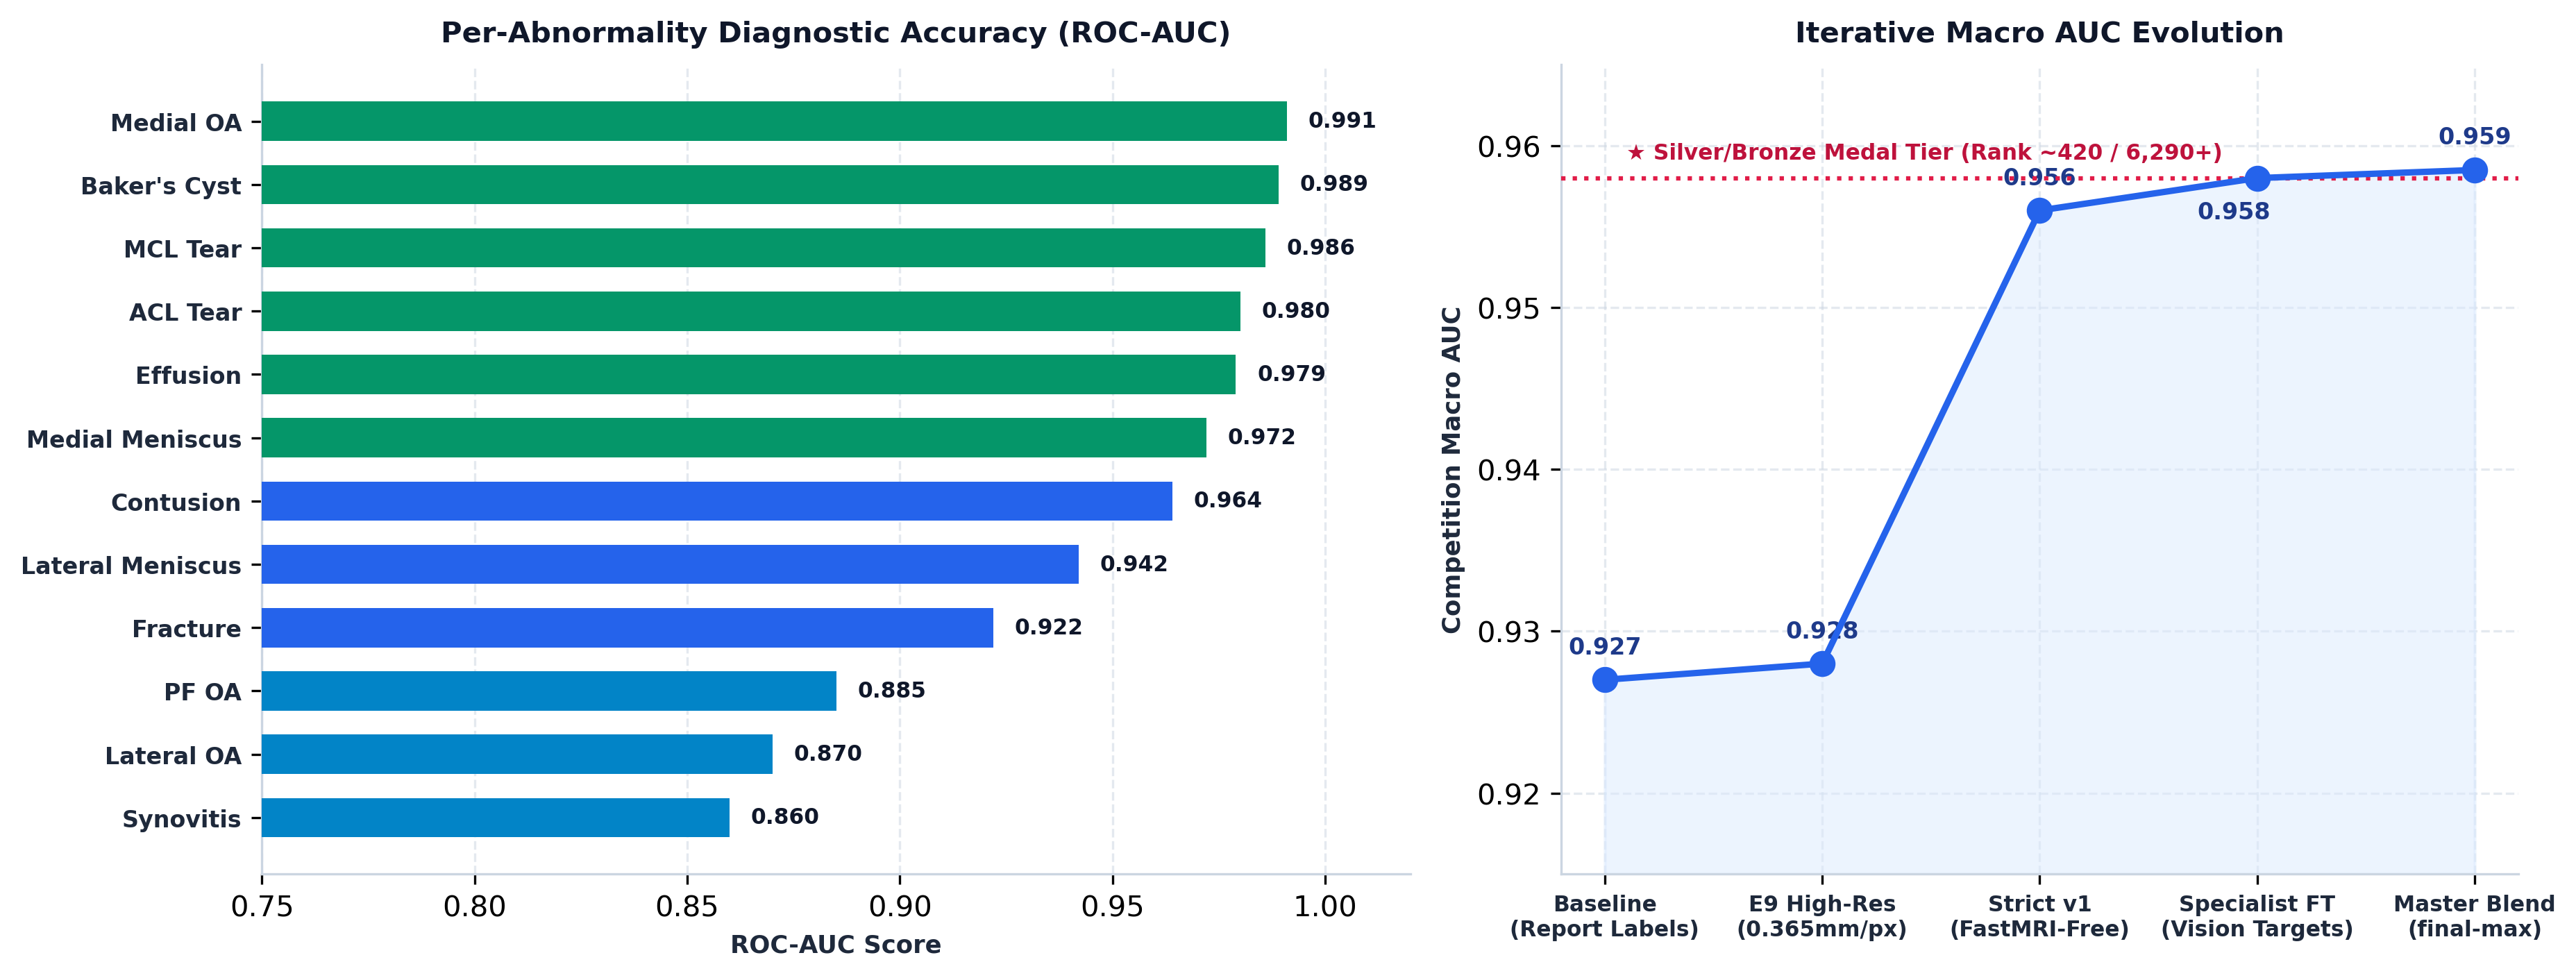 Per-Abnormality Diagnostic Accuracy (ROC-AUC)
Medial OA
0.991
Baker's Cyst
0.989
MCL Tear
0.986
ACL Tear
0.980
Effusion
0.979
Medial Meniscus
0.972
Contusion
0.964
Lateral Meniscus
0.942
Fracture
0.922
PF OA
0.885
Lateral OA
0.870
Synovitis
0.860
0.75 0.80 0.85 0.90 0.95 1.00
ROC-AUC Score
Iterative Macro AUC Evolution
Competition Macro AUC
0.96
0.95
0.94
0.93
0.92
★ Silver/Bronze Medal Tier (Rank ~420 / 6,290+)
0.927
0.928
0.956
0.958
0.959
Baseline
(Report Labels)
E9 High-Res
(0.365mm/px)
Strict v1
(FastMRI-Free)
Specialist FT
(Vision Targets)
Master Blend
(final-max)